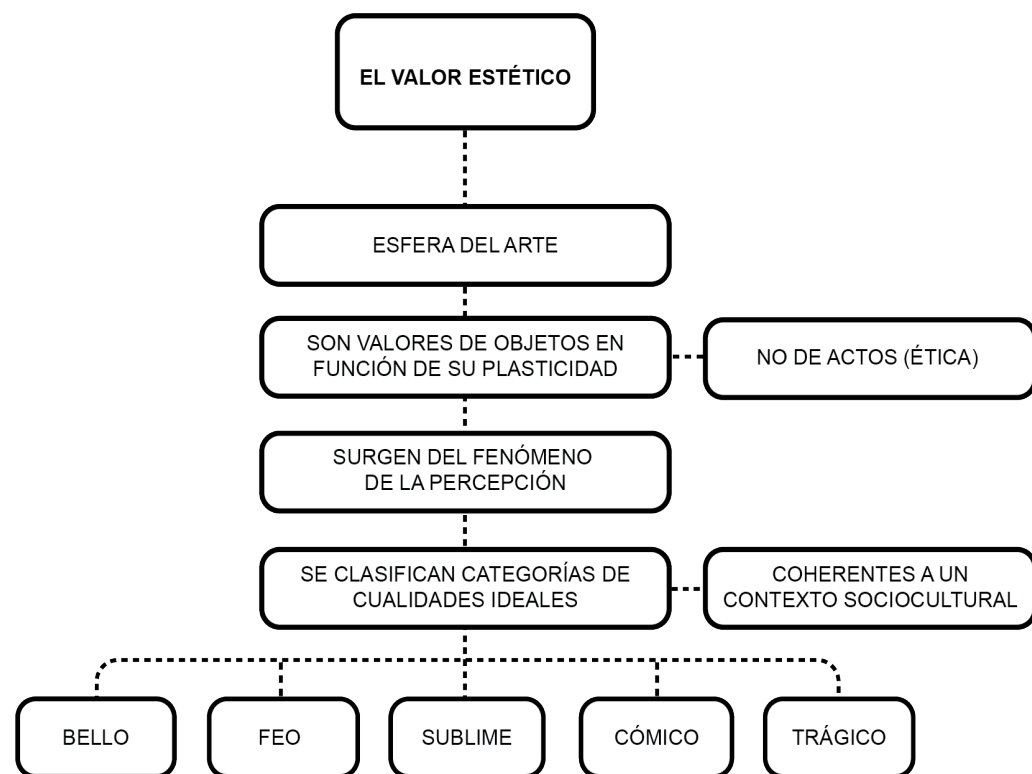 EL VALOR ESTÉTICO
ESFERA DEL ARTE
SON VALORES DE OBJETOS EN
FUNCIÓN DE SU PLASTICIDAD
NO DE ACTOS (ÉTICA)
SURGEN DEL FENÓMENO
DE LA PERCEPCIÓN
SE CLASIFICAN CATEGORÍAS DE
CUALIDADES IDEALES
COHERENTES A UN
CONTEXTO SOCIOCULTURAL
BELLO
FEO
SUBLIME
CÓMICO
TRÁGICO